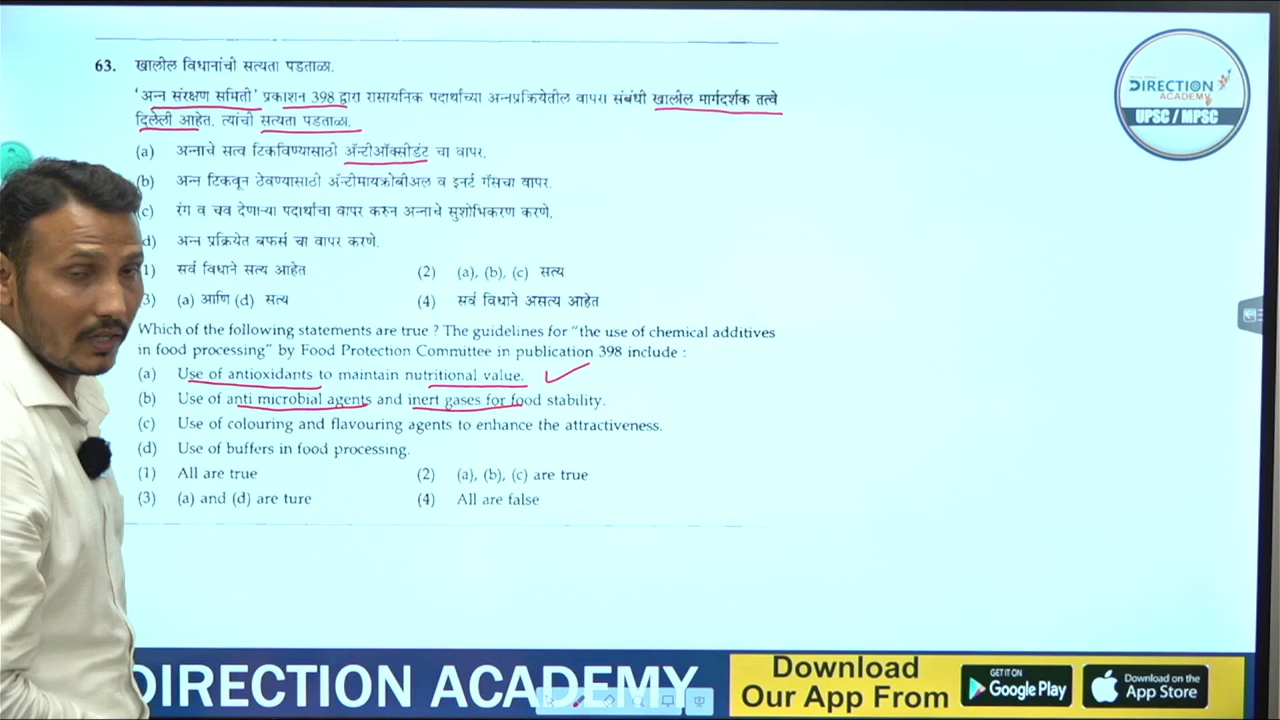 63. खालील विधानांची सत्यता पडताळा.
'अन्न संरक्षण समिती' प्रकाशन 398 द्वारा रासायनिक पदार्थाच्या अन्नप्रक्रियेतील वापरा संबंधी खालील मार्गदर्शक तत्वे
दिलेली आहेत. त्यांची सत्यता पडताळा.
(a) अन्नाचे सत्व टिकविण्यासाठी ॲन्टीऑक्सीडंट चा वापर.
(b) अन्न टिकवून ठेवण्यासाठी ॲन्टीमायक्रोबीअल व इनर्ट गॅसचा वापर.
(c) रंग व चव देणाऱ्या पदार्थांचा वापर करुन अन्नाचे सुशोभिकरण करणे.
d) अन्न प्रक्रियेत बफर्स चा वापर करणे.
1) सर्व विधाने सत्य आहेत (2) (a), (b), (c) सत्य
3) (a) आणि (d) सत्य (4) सर्व विधाने असत्य आहेत
Which of the following statements are true ? The guidelines for "the use of chemical additives
in food processing" by Food Protection Committee in publication 398 include :
(a) Use of antioxidants to maintain nutritional value.
(b) Use of anti microbial agents and inert gases for food stability.
(c) Use of colouring and flavouring agents to enhance the attractiveness.
(d) Use of buffers in food processing.
(1) All are true (2) (a), (b), (c) are true
(3) (a) and (d) are ture (4) All are false
DIRECTION
ACADEMY
UPSC / MPSC
DIRECTION ACADEMY
Download
Our App From
GET IT ON
Google Play
Download on the
App Store